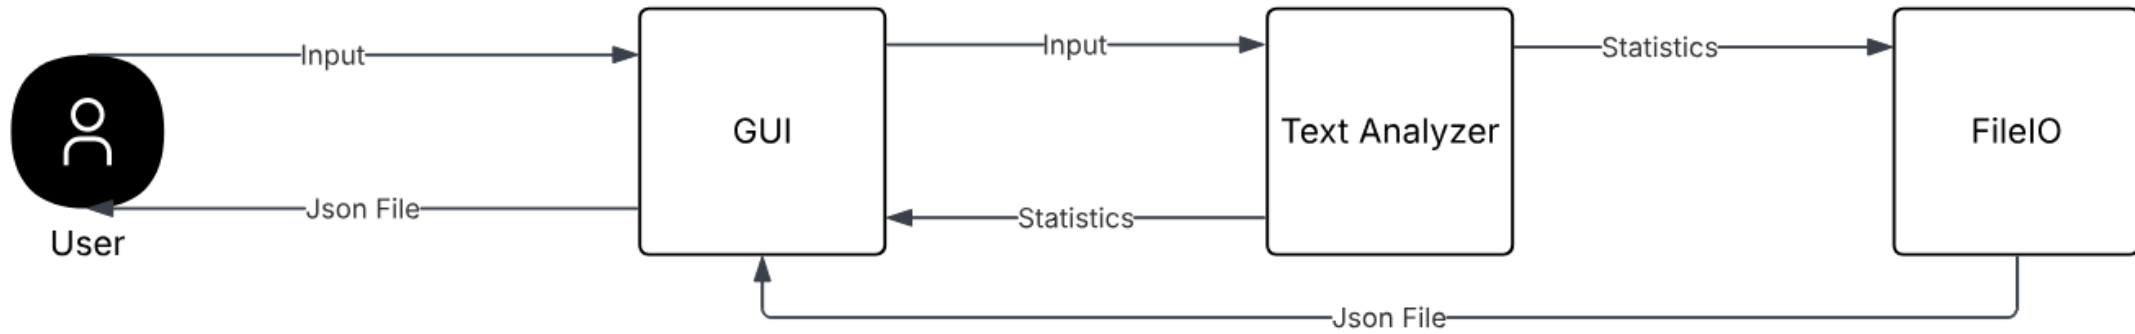 Input
Input
Statistics
GUI
Text Analyzer
FileIO
Json File
Statistics
User
Json File